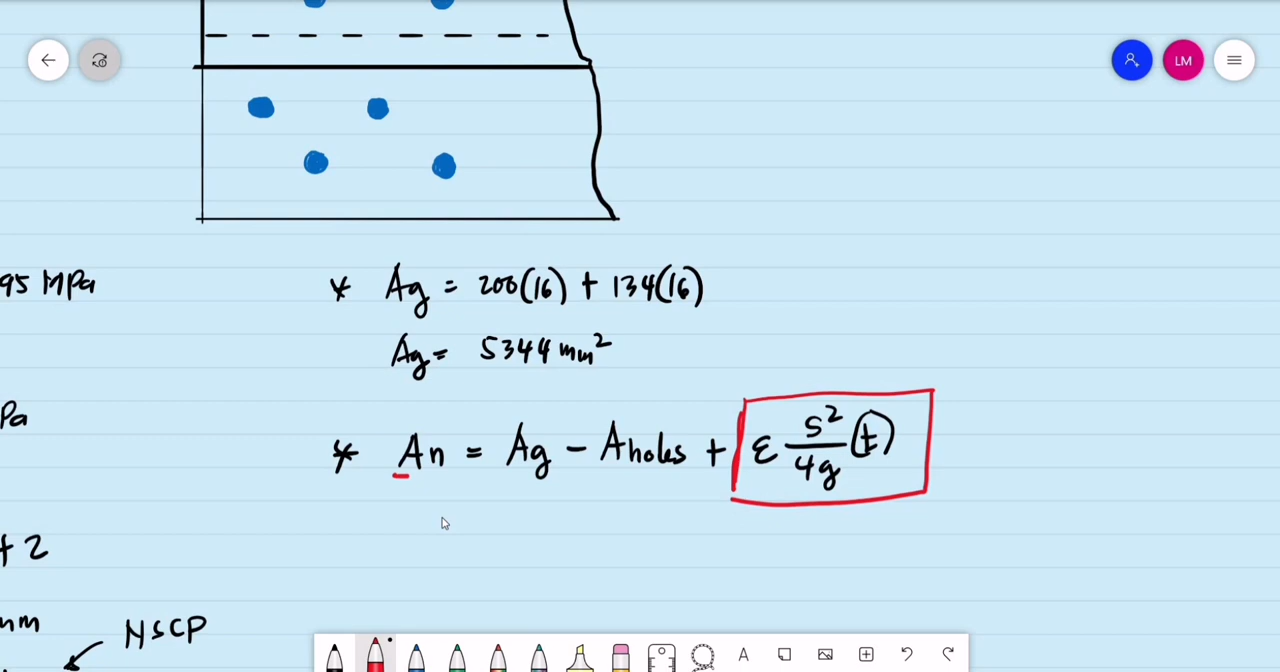 LM
95 MPa
* Ag = 200(16) + 134(16)
Ag = 5344 mm²
Pa
* An = Ag - Aholes + Σ s²/4g (t)
+ 2
mm
NSCP
A